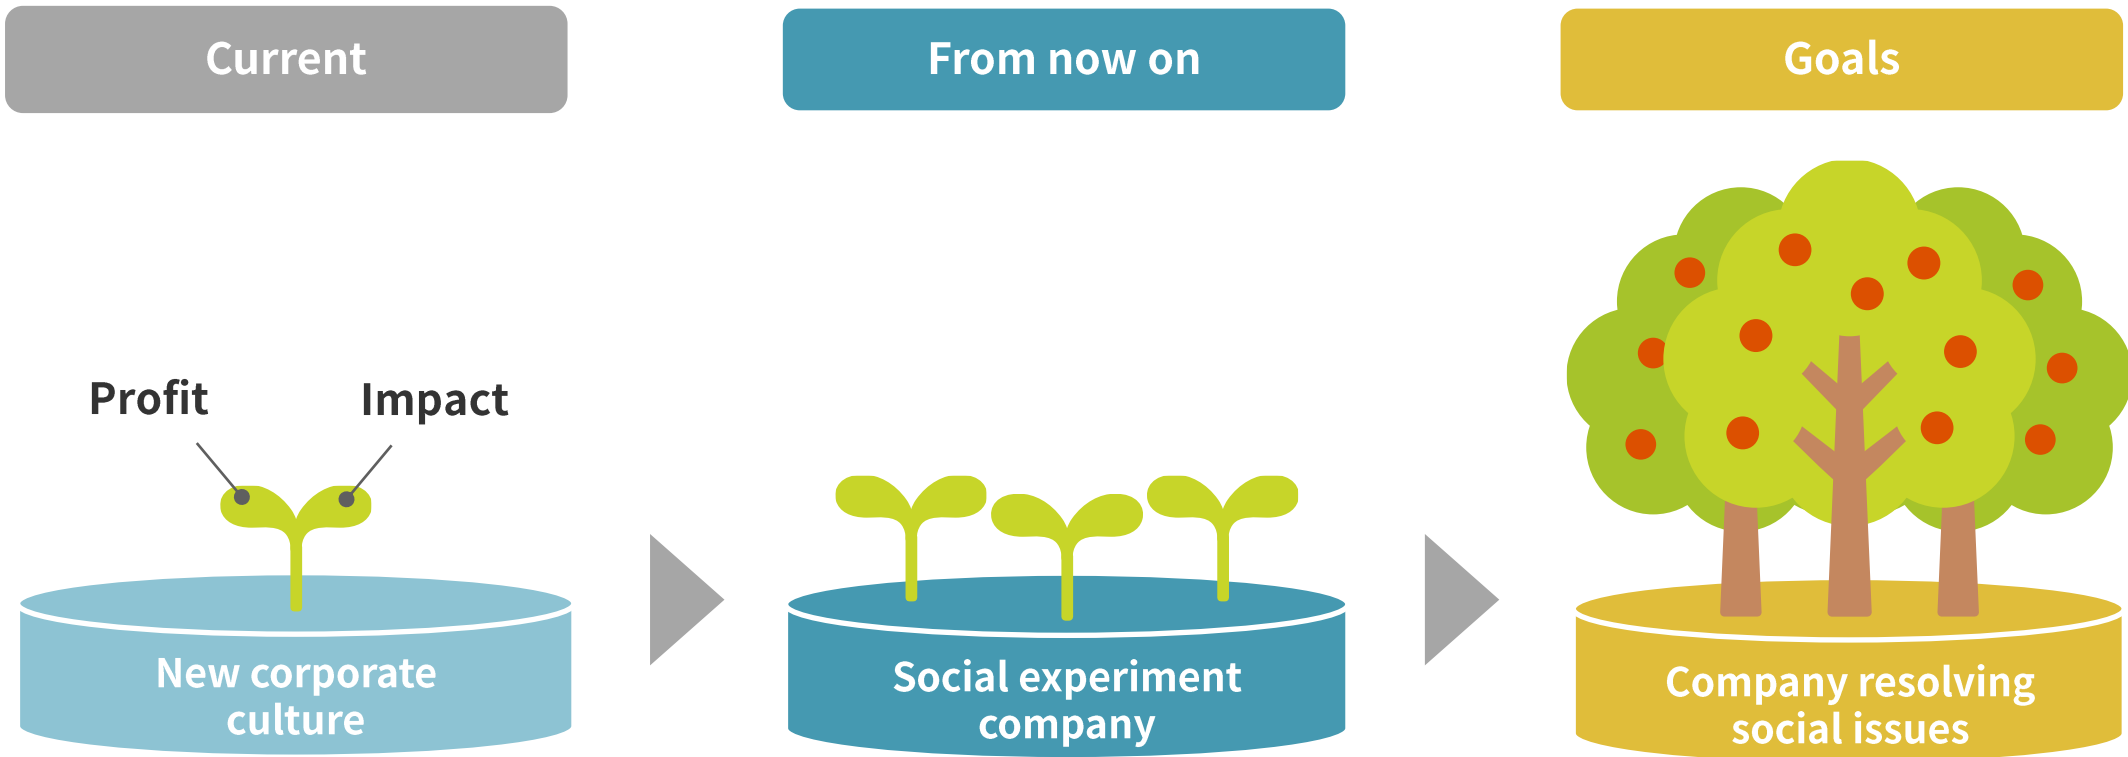 Current
From now on
Goals
Profit
Impact
New corporate
culture
Social experiment
company
Company resolving
social issues